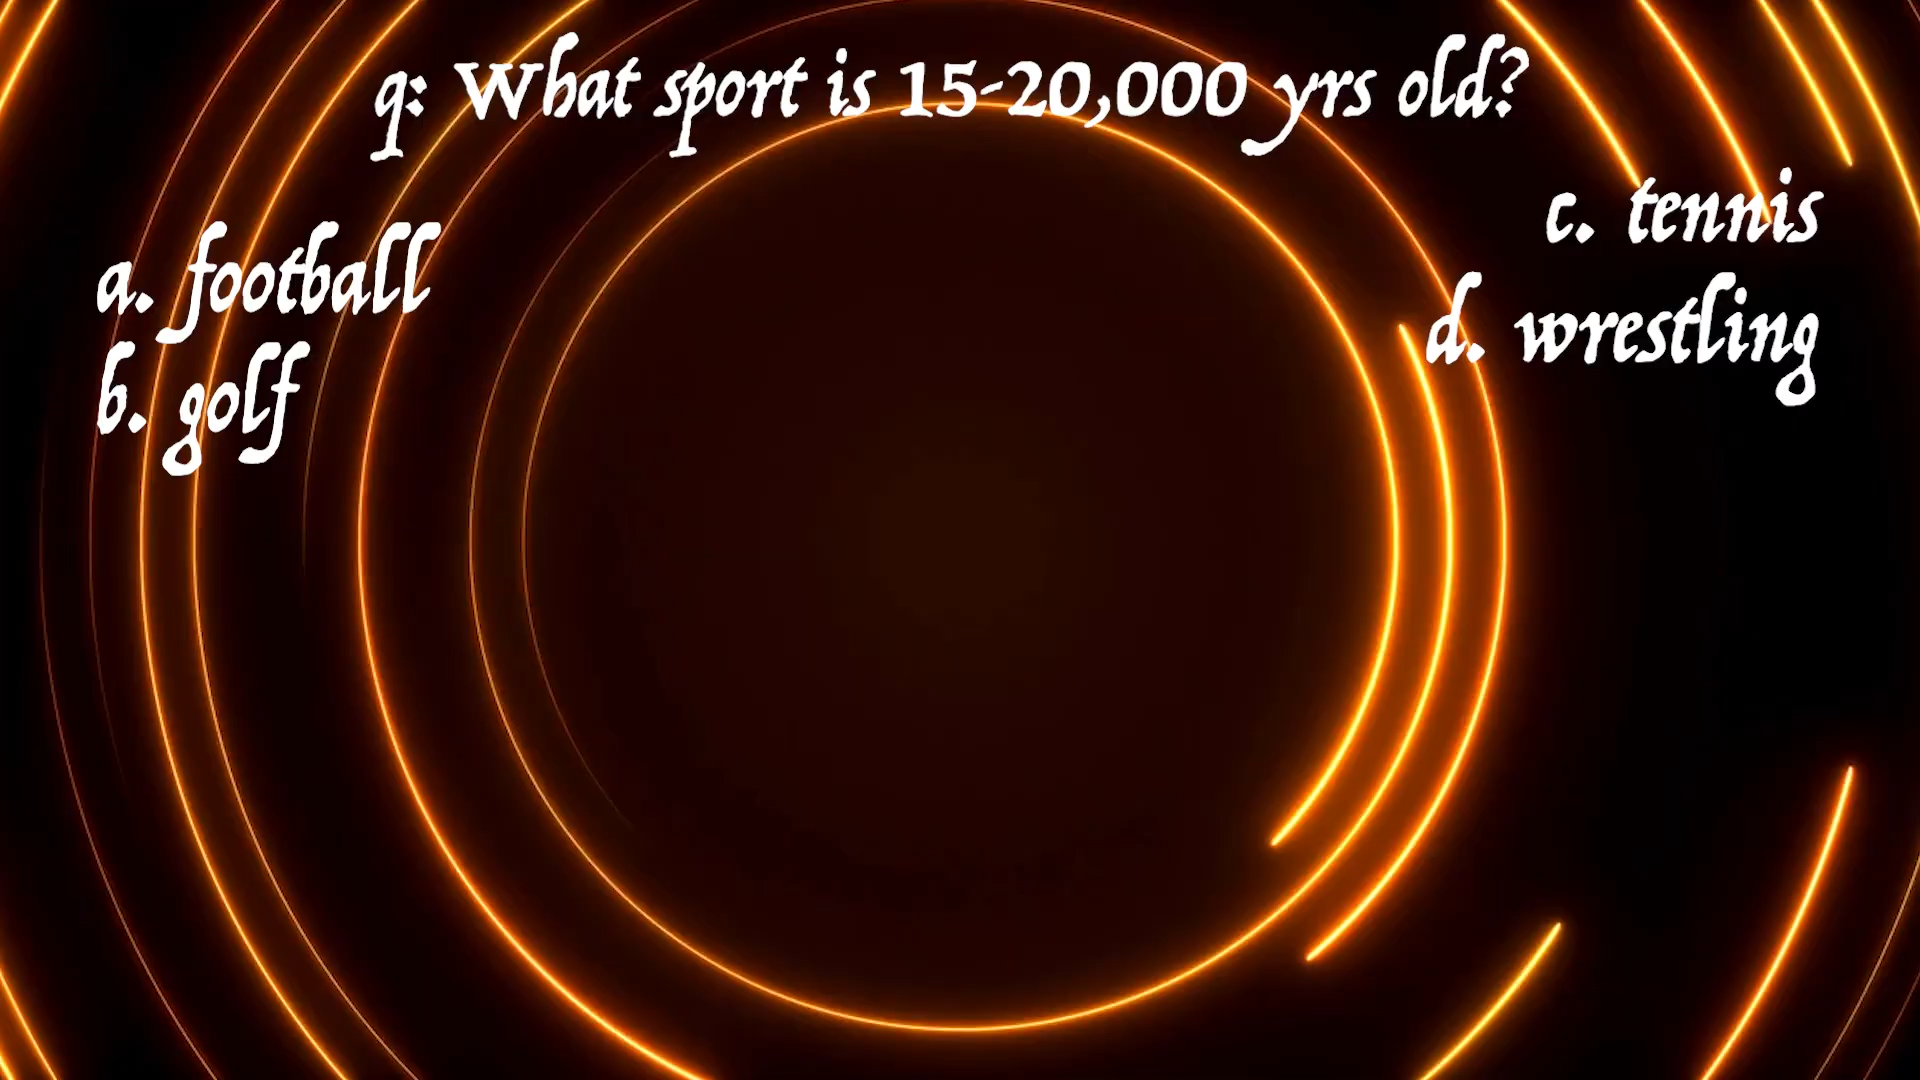 q: What sport is 15-20,000 yrs old?
a. football
b. golf
c. tennis
d. wrestling